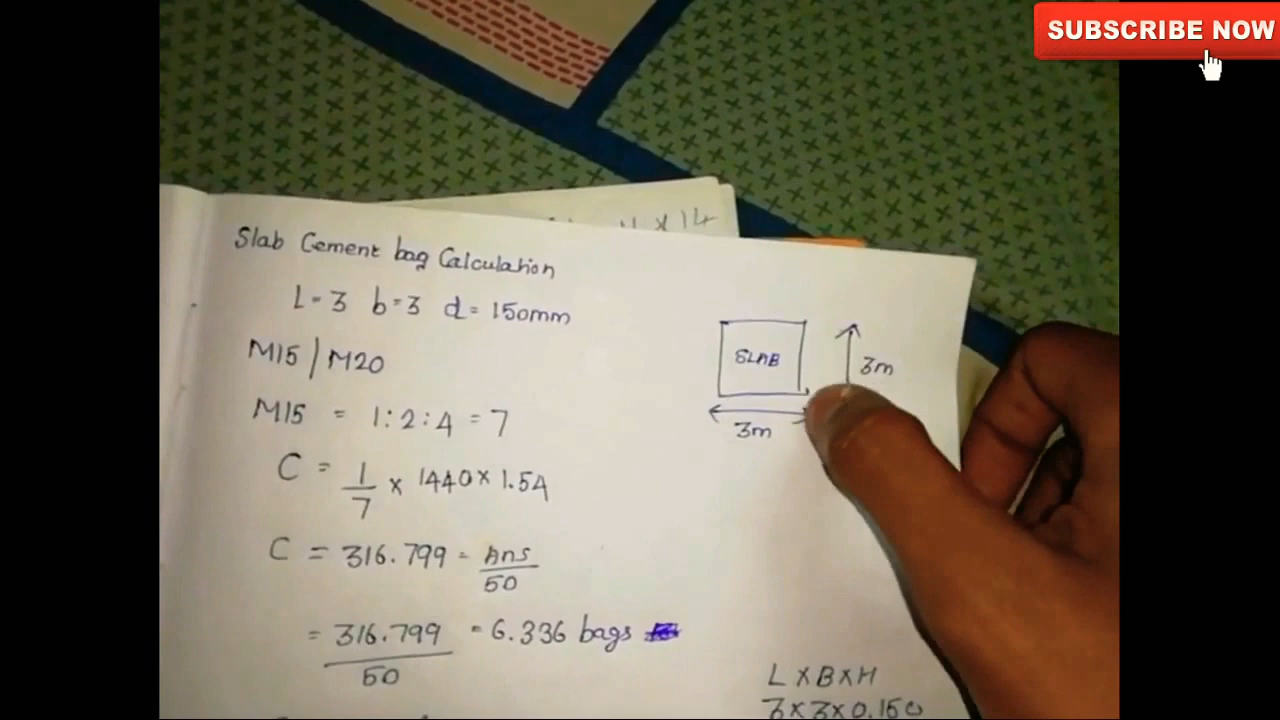 SUBSCRIBE NOW
x 14
Slab Cement bag Calculation
L = 3 b = 3 d = 150mm
M15 / M20
SLAB
3m
3m
M15 = 1:2:4 = 7
C = 1/7 x 1440 x 1.54
C = 316.799 = Ans/50
= 316.799/50 = 6.336 bags
L x B x H
3 x 3 x 0.150